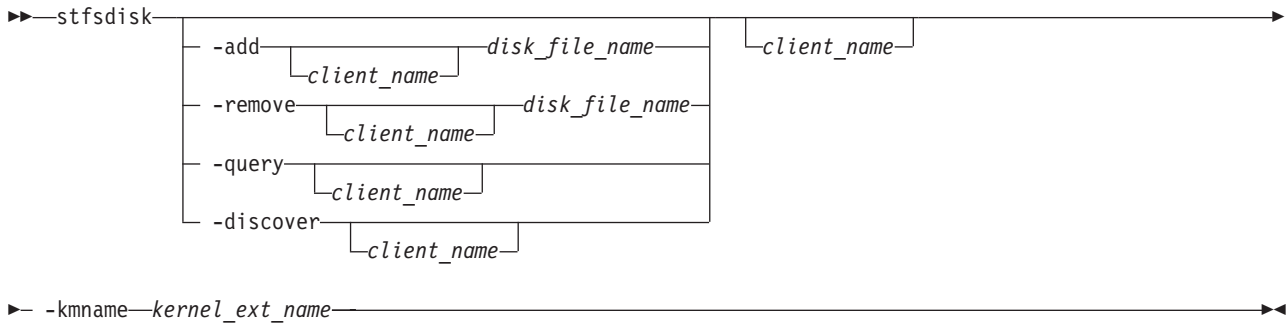 stfsdisk
-add client_name disk_file_name client_name
-remove client_name disk_file_name
-query client_name
-discover client_name
-kmname kernel_ext_name